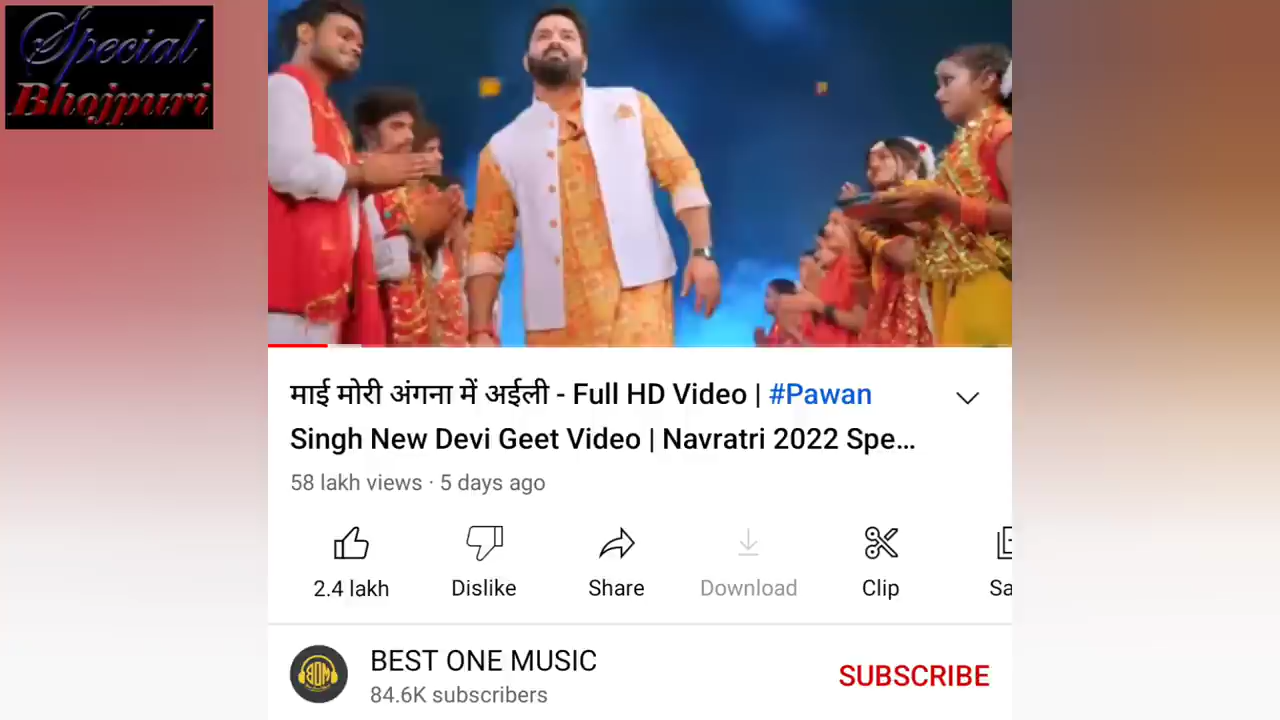 Special
Bhojpuri
माई मोरी अंगना में अईली - Full HD Video | #Pawan
Singh New Devi Geet Video | Navratri 2022 Spe...
58 lakh views · 5 days ago
2.4 lakh
Dislike
Share
Download
Clip
Sa
BOM
BEST ONE MUSIC
84.6K subscribers
SUBSCRIBE